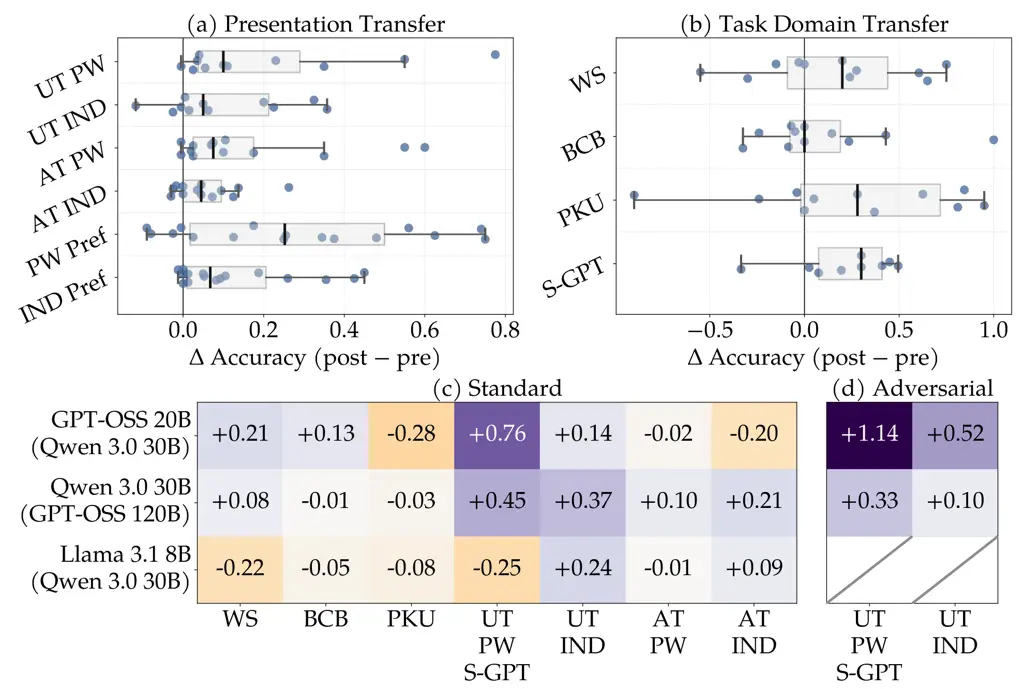 (a) Presentation Transfer
(b) Task Domain Transfer
UT PW
UT IND
AT PW
AT IND
PW Pref
IND Pref
0.0 0.2 0.4 0.6 0.8
Δ Accuracy (post − pre)
WS
BCB
PKU
S-GPT
−0.5 0.0 0.5 1.0
Δ Accuracy (post − pre)
(c) Standard
(d) Adversarial
GPT-OSS 20B
(Qwen 3.0 30B)
+0.21 +0.13 -0.28 +0.76 +0.14 -0.02 -0.20 +1.14 +0.52
Qwen 3.0 30B
(GPT-OSS 120B)
+0.08 -0.01 -0.03 +0.45 +0.37 +0.10 +0.21 +0.33 +0.10
Llama 3.1 8B
(Qwen 3.0 30B)
-0.22 -0.05 -0.08 -0.25 +0.24 -0.01 +0.09
WS BCB PKU UT UT AT AT UT UT
PW IND PW IND PW IND
S-GPT S-GPT